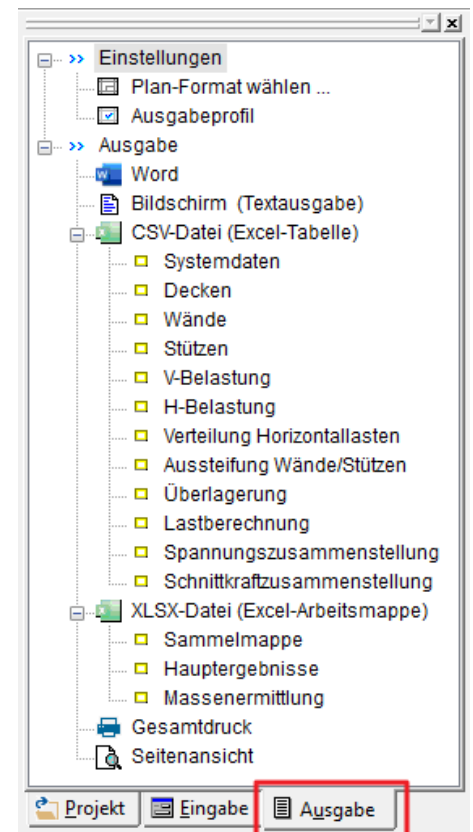 Einstellungen
Plan-Format wählen ...
Ausgabeprofil
Ausgabe
Word
Bildschirm (Textausgabe)
CSV-Datei (Excel-Tabelle)
Systemdaten
Decken
Wände
Stützen
V-Belastung
H-Belastung
Verteilung Horizontallasten
Aussteifung Wände/Stützen
Überlagerung
Lastberechnung
Spannungszusammenstellung
Schnittkraftzusammenstellung
XLSX-Datei (Excel-Arbeitsmappe)
Sammelmappe
Hauptergebnisse
Massenermittlung
Gesamtdruck
Seitenansicht
Projekt Eingabe Ausgabe